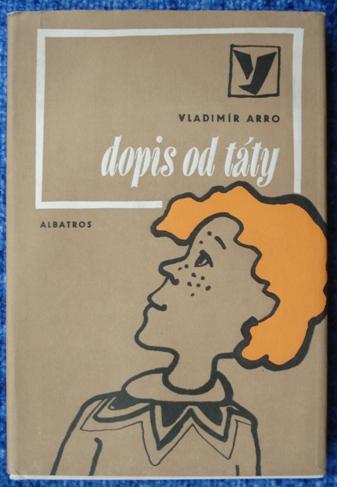 VLADIMÍR ARRO
dopis od táty
ALBATROS